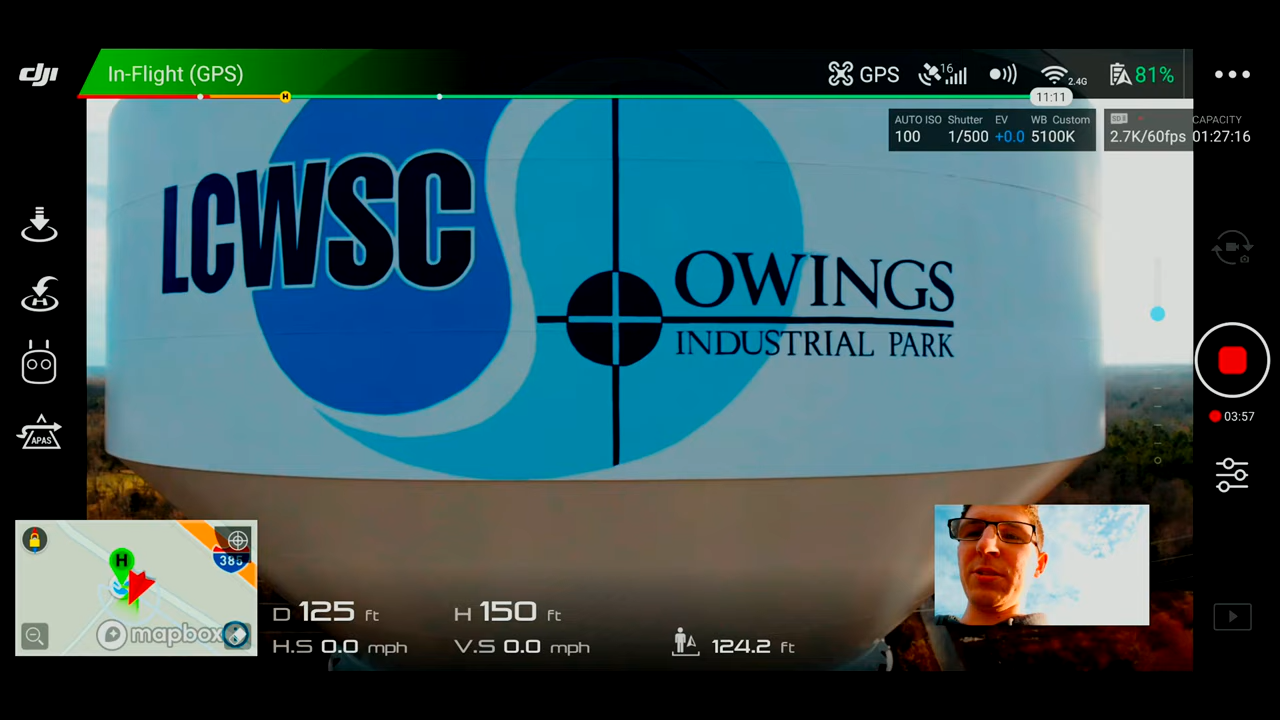 dji
In-Flight (GPS)
GPS
16
2.4G
81%
11:11
AUTO ISO Shutter EV WB Custom
100 1/500 +0.0 5100K
CAPACITY
2.7K/60fps 01:27:16
LCWSC
OWINGS
INDUSTRIAL PARK
APAS
03:57
H
385
mapbox
D 125 ft H 150 ft
H.S 0.0 mph V.S 0.0 mph 124.2 ft